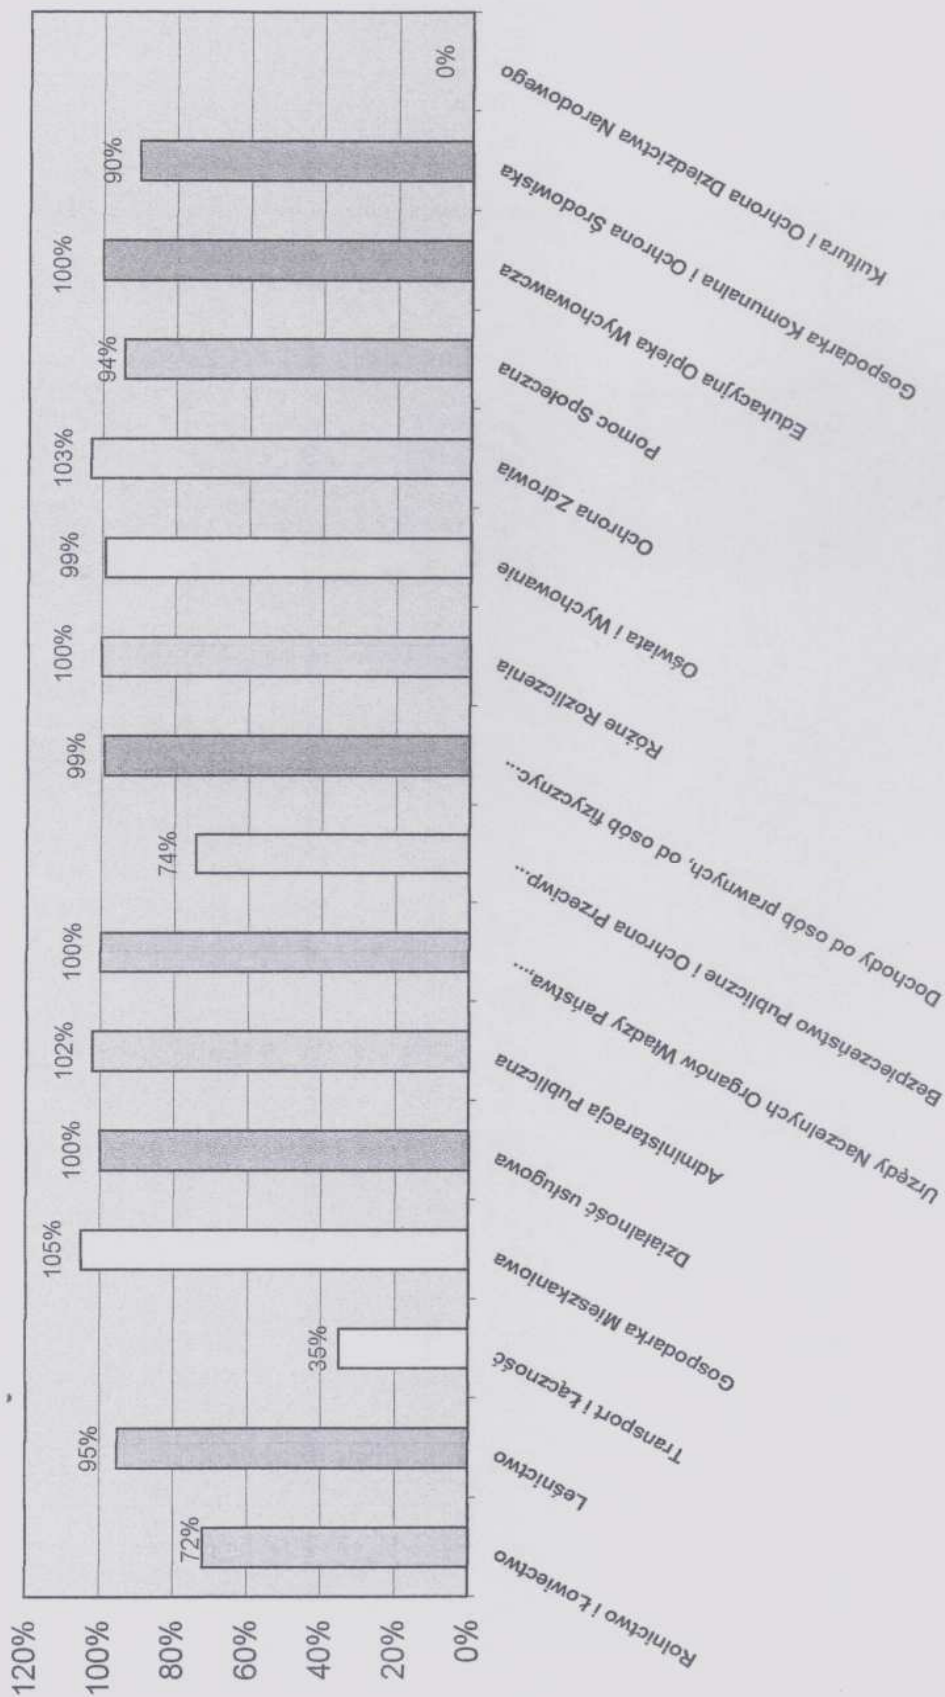 120%
100%
80%
60%
40%
20%
0%
72%
95%
35%
105%
100%
102%
100%
74%
99%
100%
99%
103%
94%
100%
90%
0%
Rolnictwo i Łowiectwo
Leśnictwo
Transport i Łączność
Gospodarka Mieszkaniowa
Działalność usługowa
Administaracja Publiczna
Urzędy Naczelnych Organów Władzy Państwa,...
Bezpieczeństwo Publiczne i Ochrona Przeciwp...
Dochody od osób prawnych, od osób fizycznyc...
Różne Rozliczenia
Oświata i Wychowanie
Ochrona Zdrowia
Pomoc Społeczna
Edukacyjna Opieka Wychowawcza
Gospodarka Komunalna i Ochrona Środowiska
Kultura i Ochrona Dziedzictwa Narodowego